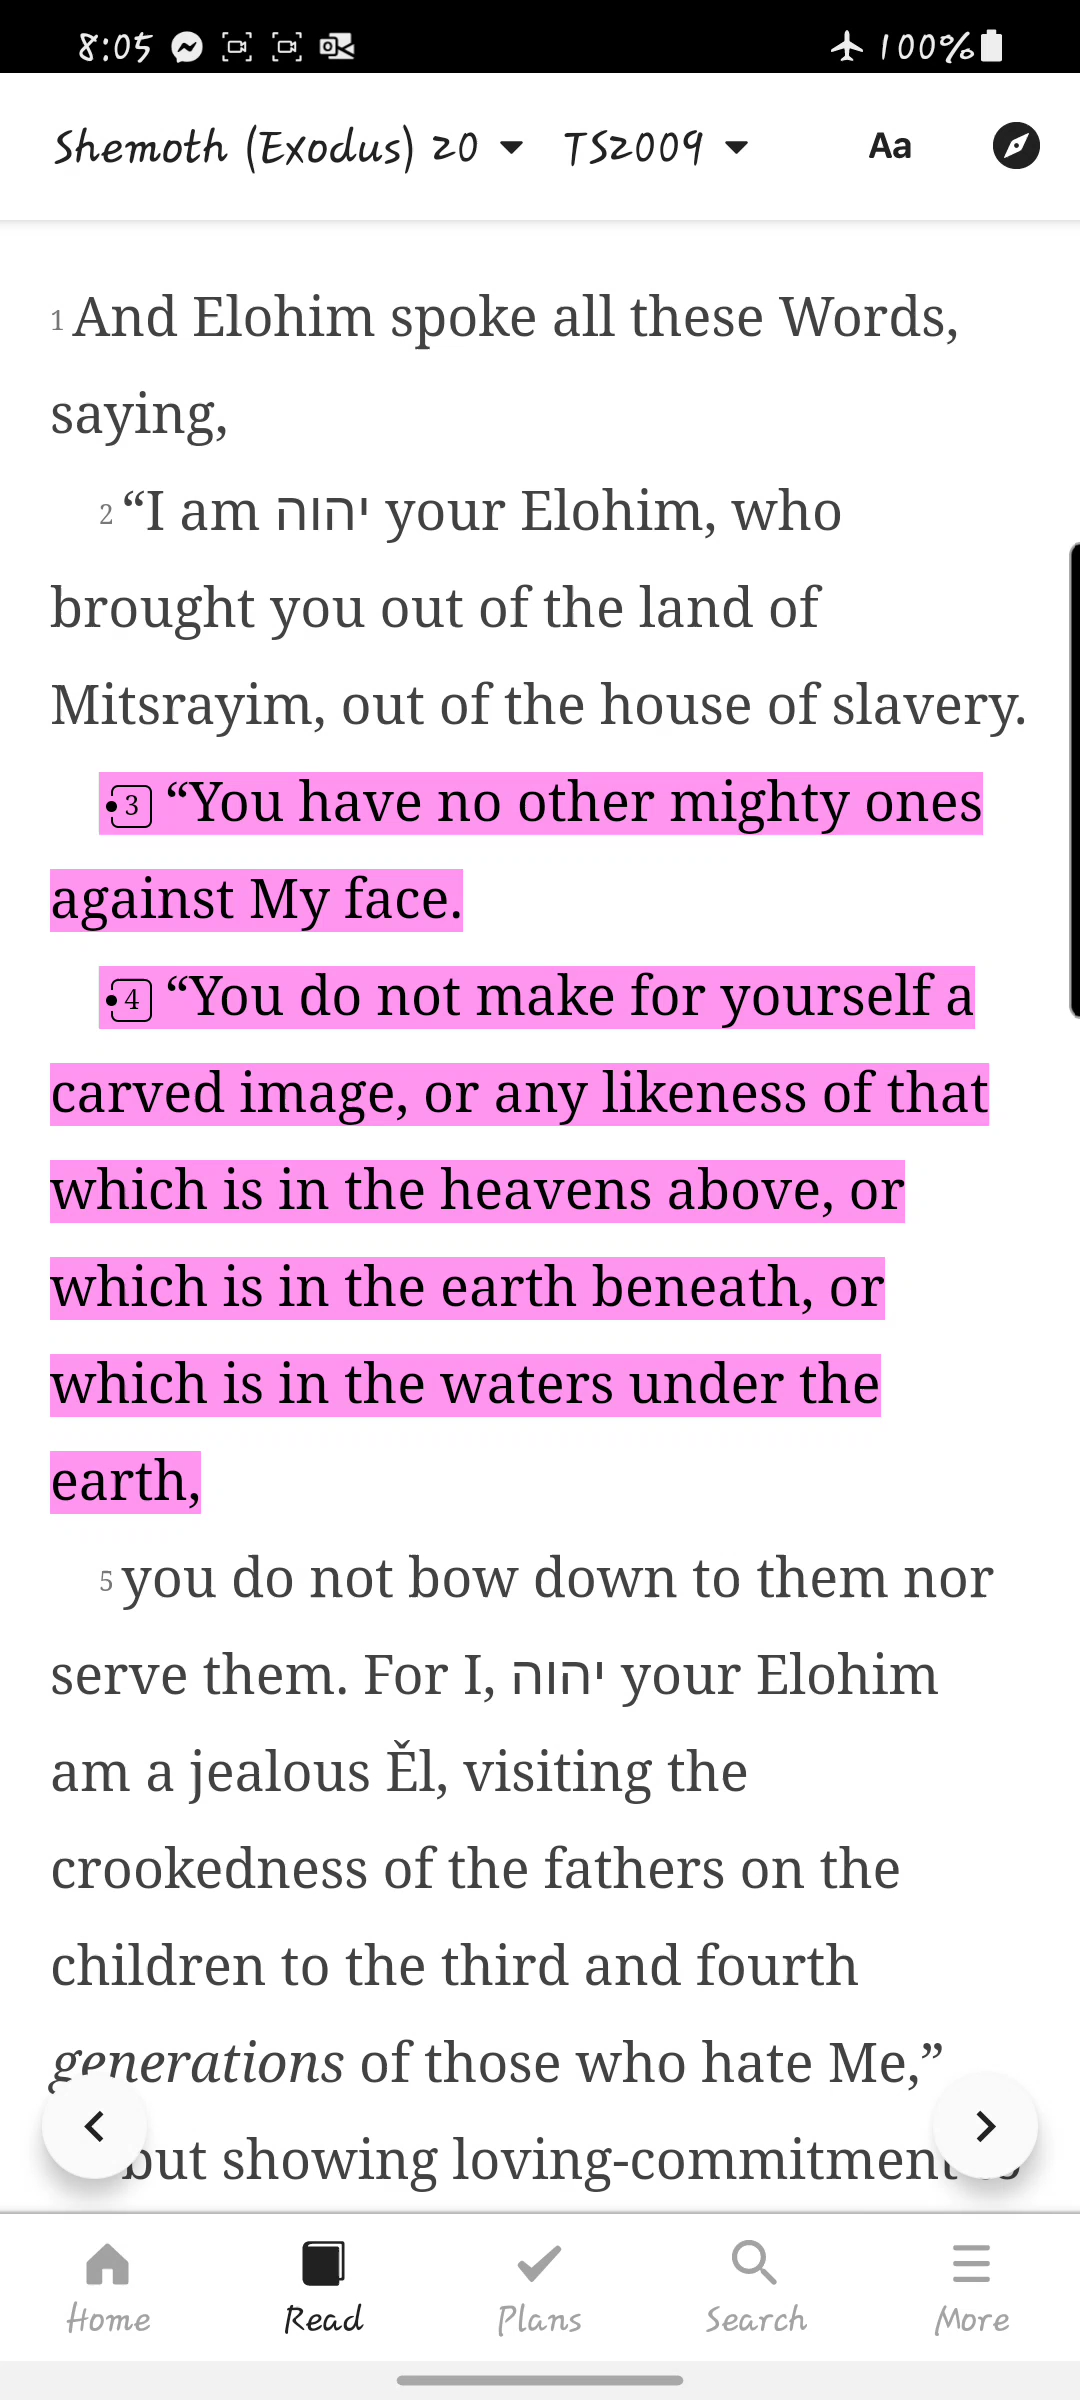 8:05 100%
Shemoth (Exodus) 20 TS2009 Aa
1 And Elohim spoke all these Words,
saying,
2 “I am יהוה your Elohim, who
brought you out of the land of
Mitsrayim, out of the house of slavery.
3 “You have no other mighty ones
against My face.
4 “You do not make for yourself a
carved image, or any likeness of that
which is in the heavens above, or
which is in the earth beneath, or
which is in the waters under the
earth,
5 you do not bow down to them nor
serve them. For I, יהוה your Elohim
am a jealous Ěl, visiting the
crookedness of the fathers on the
children to the third and fourth
generations of those who hate Me,”
but showing loving-commitment
Home Read Plans Search More